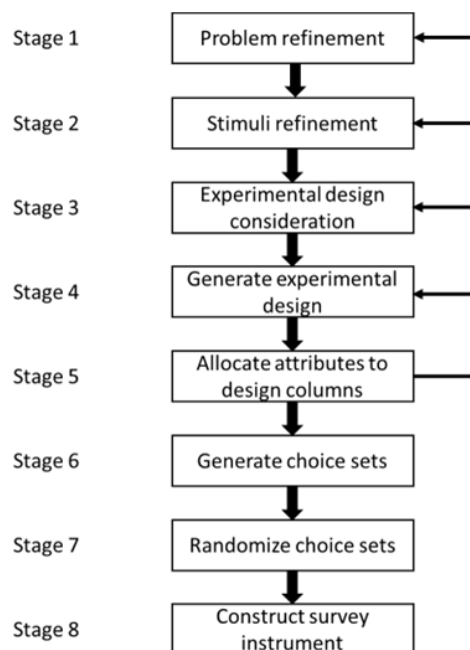 Stage 1
Problem refinement
Stage 2
Stimuli refinement
Stage 3
Experimental design
consideration
Stage 4
Generate experimental
design
Stage 5
Allocate attributes to
design columns
Stage 6
Generate choice sets
Stage 7
Randomize choice sets
Stage 8
Construct survey
instrument